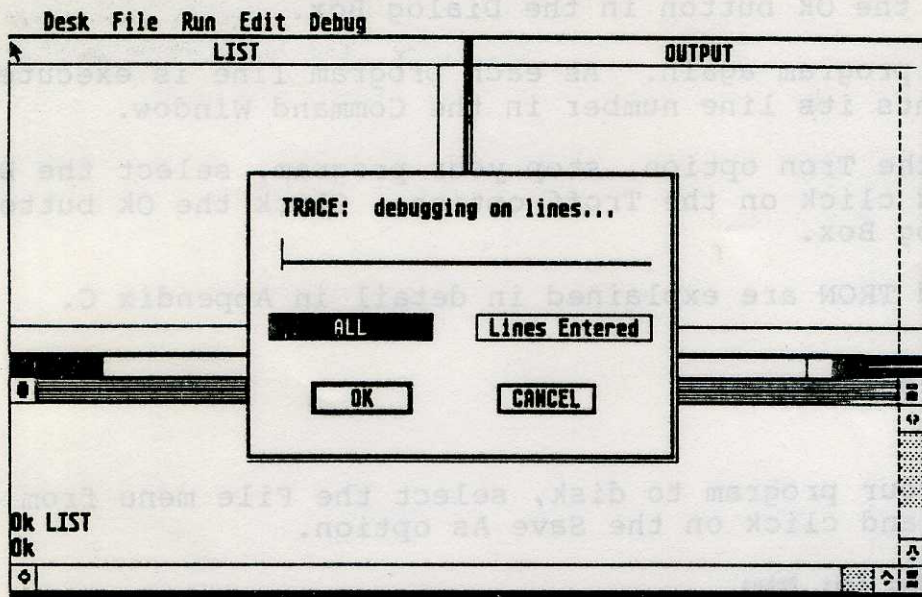 the Ok button in the Dialog Box.
Desk File Run Edit Debug
LIST
OUTPUT
program again. As each program line is execute
its line number in the Command Window.
the Tron option, stop your program, select the
click on the Troff option. Click the Ok butto
Box.
TRACE: debugging on lines...
TRON are explained in detail in Appendix C.
ALL
Lines Entered
OK
CANCEL
our program to disk, select the File menu from
and click on the Save As option.
Ok LIST
Ok